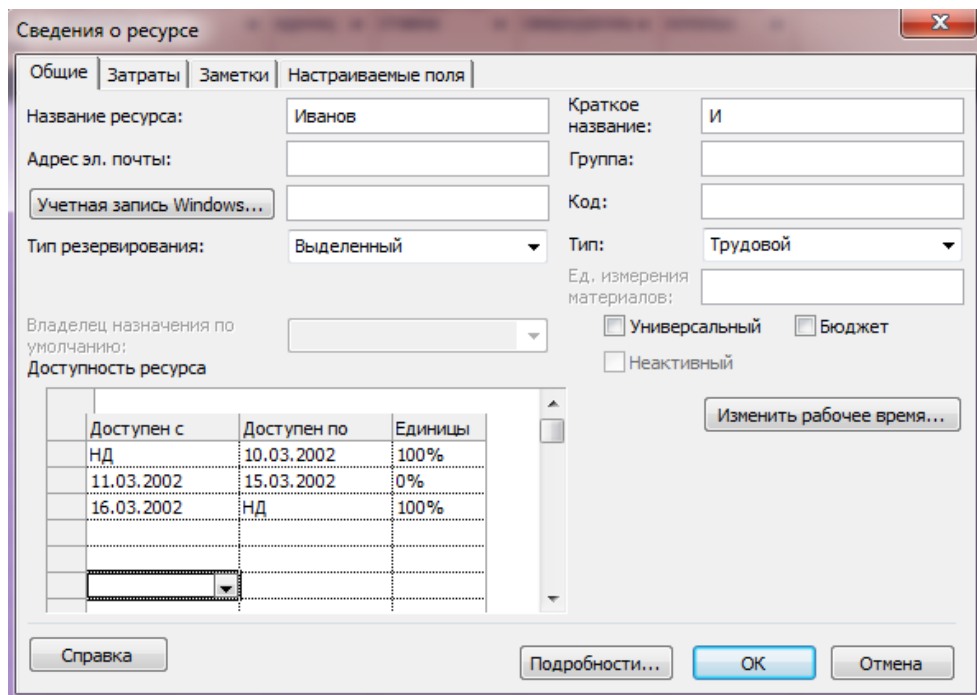 Сведения о ресурсе
Общие Затраты Заметки Настраиваемые поля
Название ресурса: Иванов
Краткое название: И
Адрес эл. почты:
Группа:
Учетная запись Windows...
Код:
Тип резервирования: Выделенный
Тип: Трудовой
Ед. измерения материалов:
Владелец назначения по умолчанию:
Универсальный Бюджет
Неактивный
Доступность ресурса
Изменить рабочее время...
Доступен с Доступен по Единицы
НД 10.03.2002 100%
11.03.2002 15.03.2002 0%
16.03.2002 НД 100%
Справка Подробности... ОК Отмена